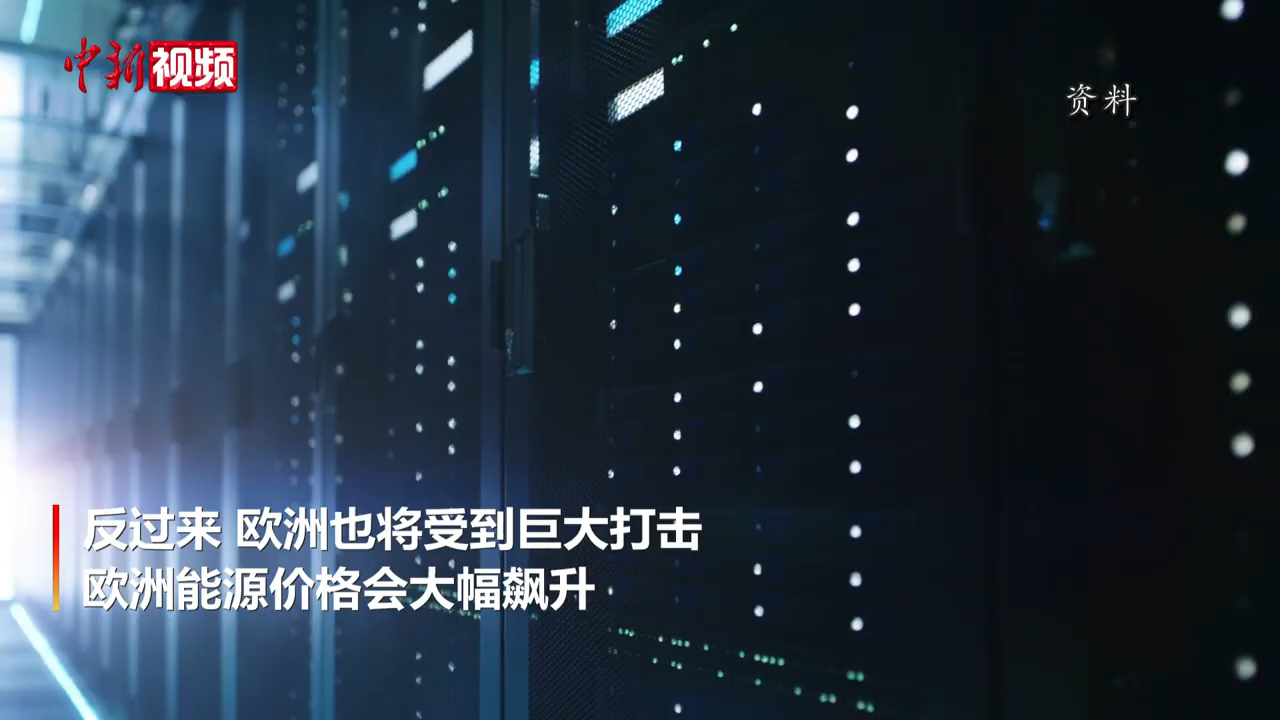 中新视频
资料
反过来 欧洲也将受到巨大打击
欧洲能源价格会大幅飙升